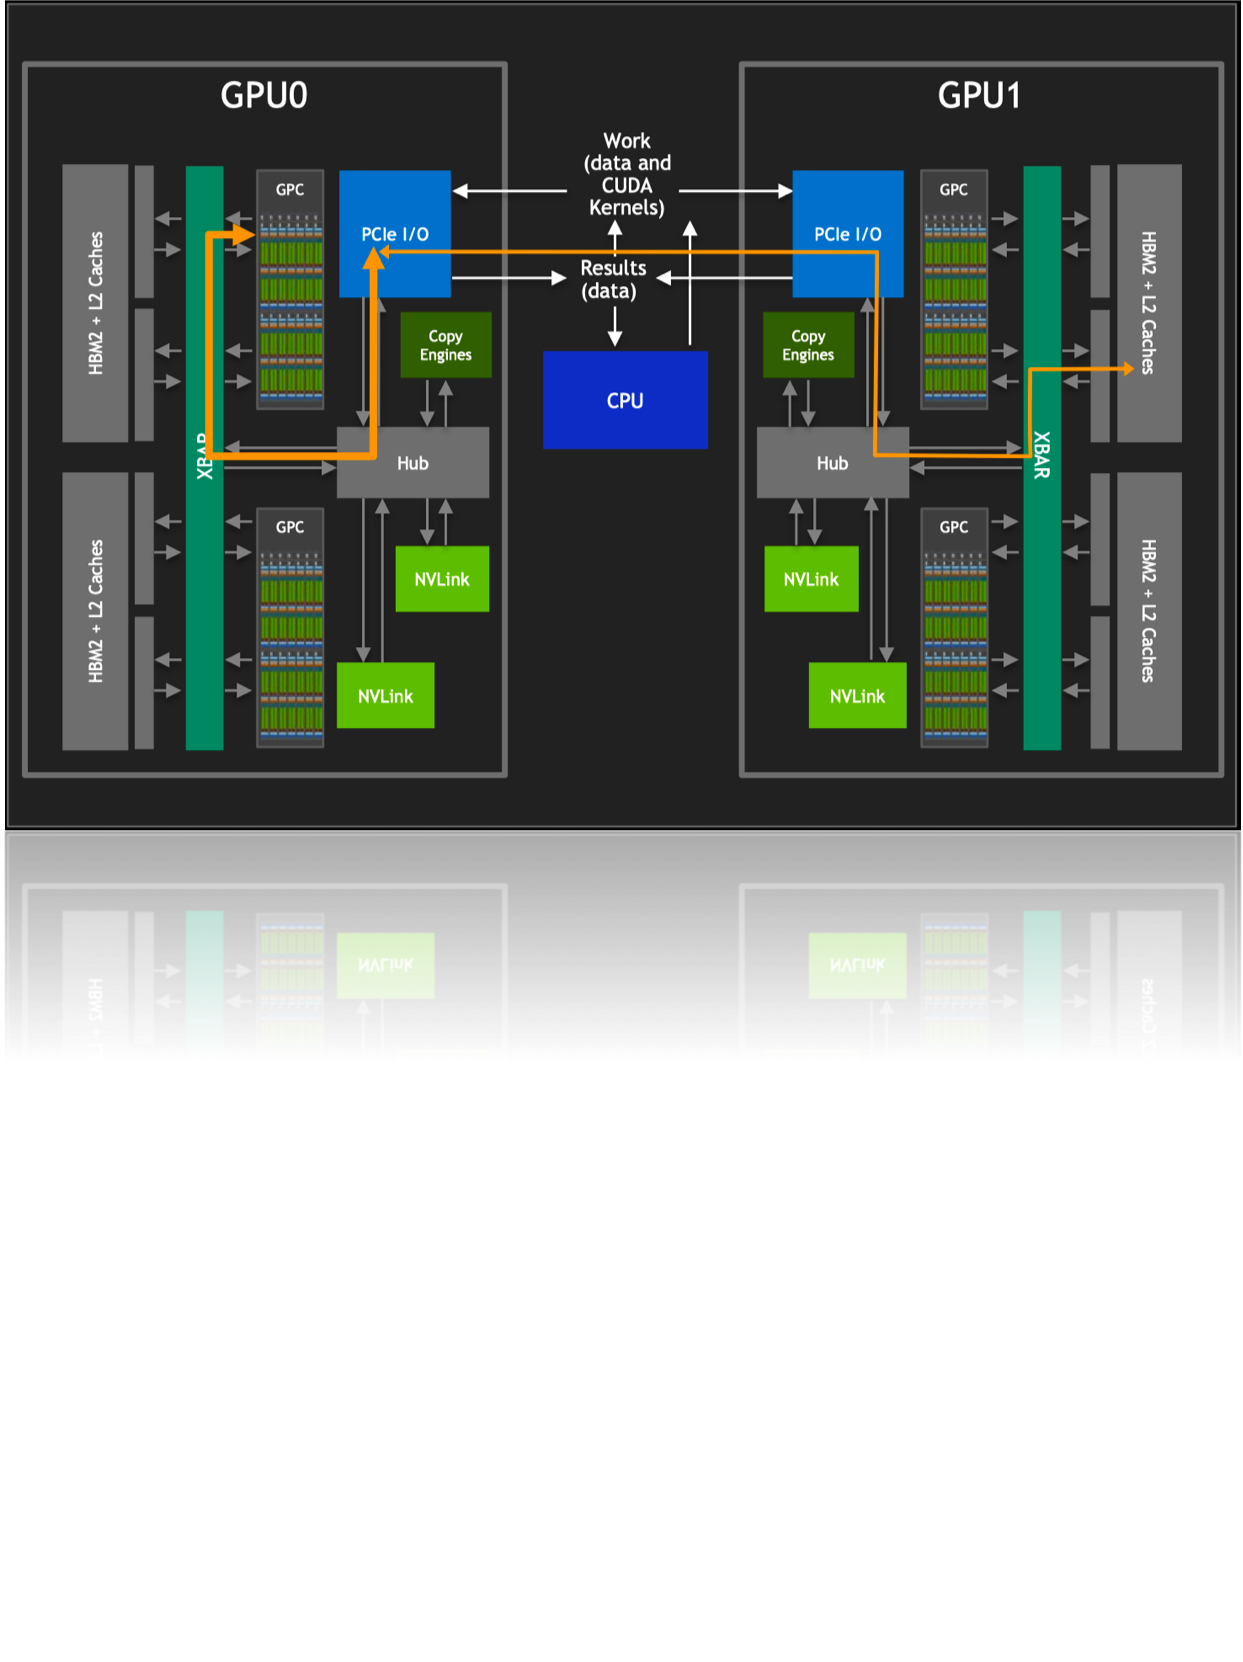 GPU0
GPU1
Work
(data and
CUDA
Kernels)
GPC
PCIe I/O
PCIe I/O
GPC
HBM2 + L2 Caches
HBM2 + L2 Caches
Results
(data)
Copy
Engines
Copy
Engines
CPU
XBAR
Hub
Hub
XBAR
GPC
GPC
HBM2 + L2 Caches
NVLink
NVLink
HBM2 + L2 Caches
NVLink
NVLink